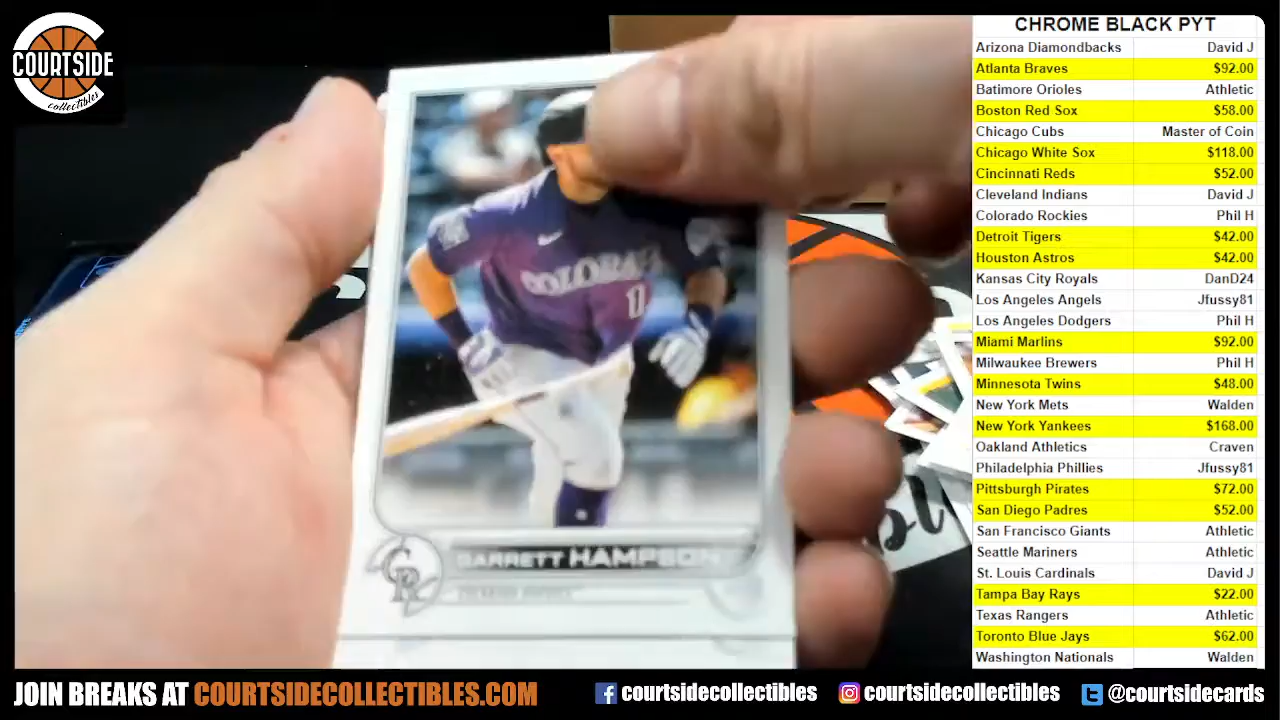 COURTSIDE
collectibles
COLORA
1
GARRETT HAMPSON
CR
CHROME BLACK PYT
Arizona Diamondbacks David J
Atlanta Braves $92.00
Batimore Orioles Athletic
Boston Red Sox $58.00
Chicago Cubs Master of Coin
Chicago White Sox $118.00
Cincinnati Reds $52.00
Cleveland Indians David J
Colorado Rockies Phil H
Detroit Tigers $42.00
Houston Astros $42.00
Kansas City Royals DanD24
Los Angeles Angels Jfussy81
Los Angeles Dodgers Phil H
Miami Marlins $92.00
Milwaukee Brewers Phil H
Minnesota Twins $48.00
New York Mets Walden
New York Yankees $168.00
Oakland Athletics Craven
Philadelphia Phillies Jfussy81
Pittsburgh Pirates $72.00
San Diego Padres $52.00
San Francisco Giants Athletic
Seattle Mariners Athletic
St. Louis Cardinals David J
Tampa Bay Rays $22.00
Texas Rangers Athletic
Toronto Blue Jays $62.00
Washington Nationals Walden
JOIN BREAKS AT COURTSIDECOLLECTIBLES.COM courtsidecollectibles courtsidecollectibles @courtsidecards